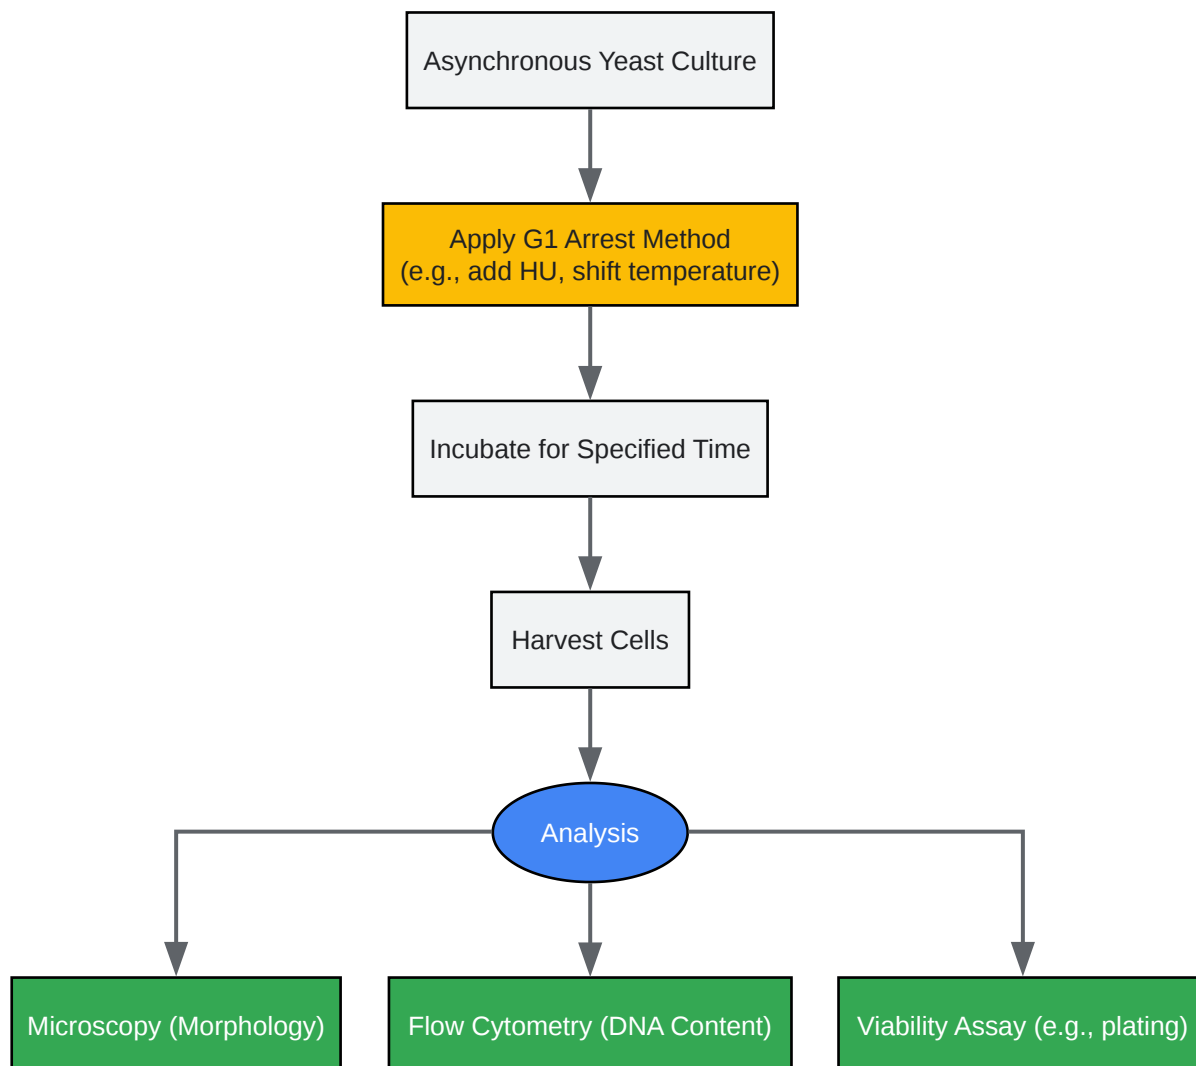 Asynchronous Yeast Culture
Apply G1 Arrest Method
(e.g., add HU, shift temperature)
Incubate for Specified Time
Harvest Cells
Analysis
Microscopy (Morphology)
Flow Cytometry (DNA Content)
Viability Assay (e.g., plating)